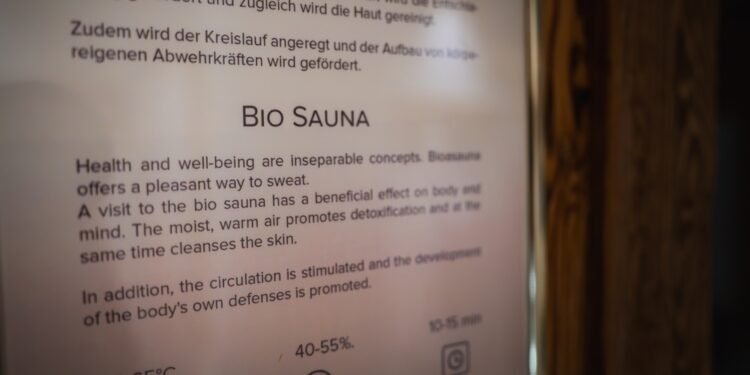 und zugleich wird die Haut gereinigt.
Zudem wird der Kreislauf angeregt und der Aufbau von körpe-
reigenen Abwehrkräften wird gefördert.
BIO SAUNA
Health and well-being are inseparable concepts. Biosauna
offers a pleasant way to sweat.
A visit to the bio sauna has a beneficial effect on body and
mind. The moist, warm air promotes detoxification and at the
same time cleanses the skin.
In addition, the circulation is stimulated and the development
of the body's own defenses is promoted.
40-55%. 10-15 min